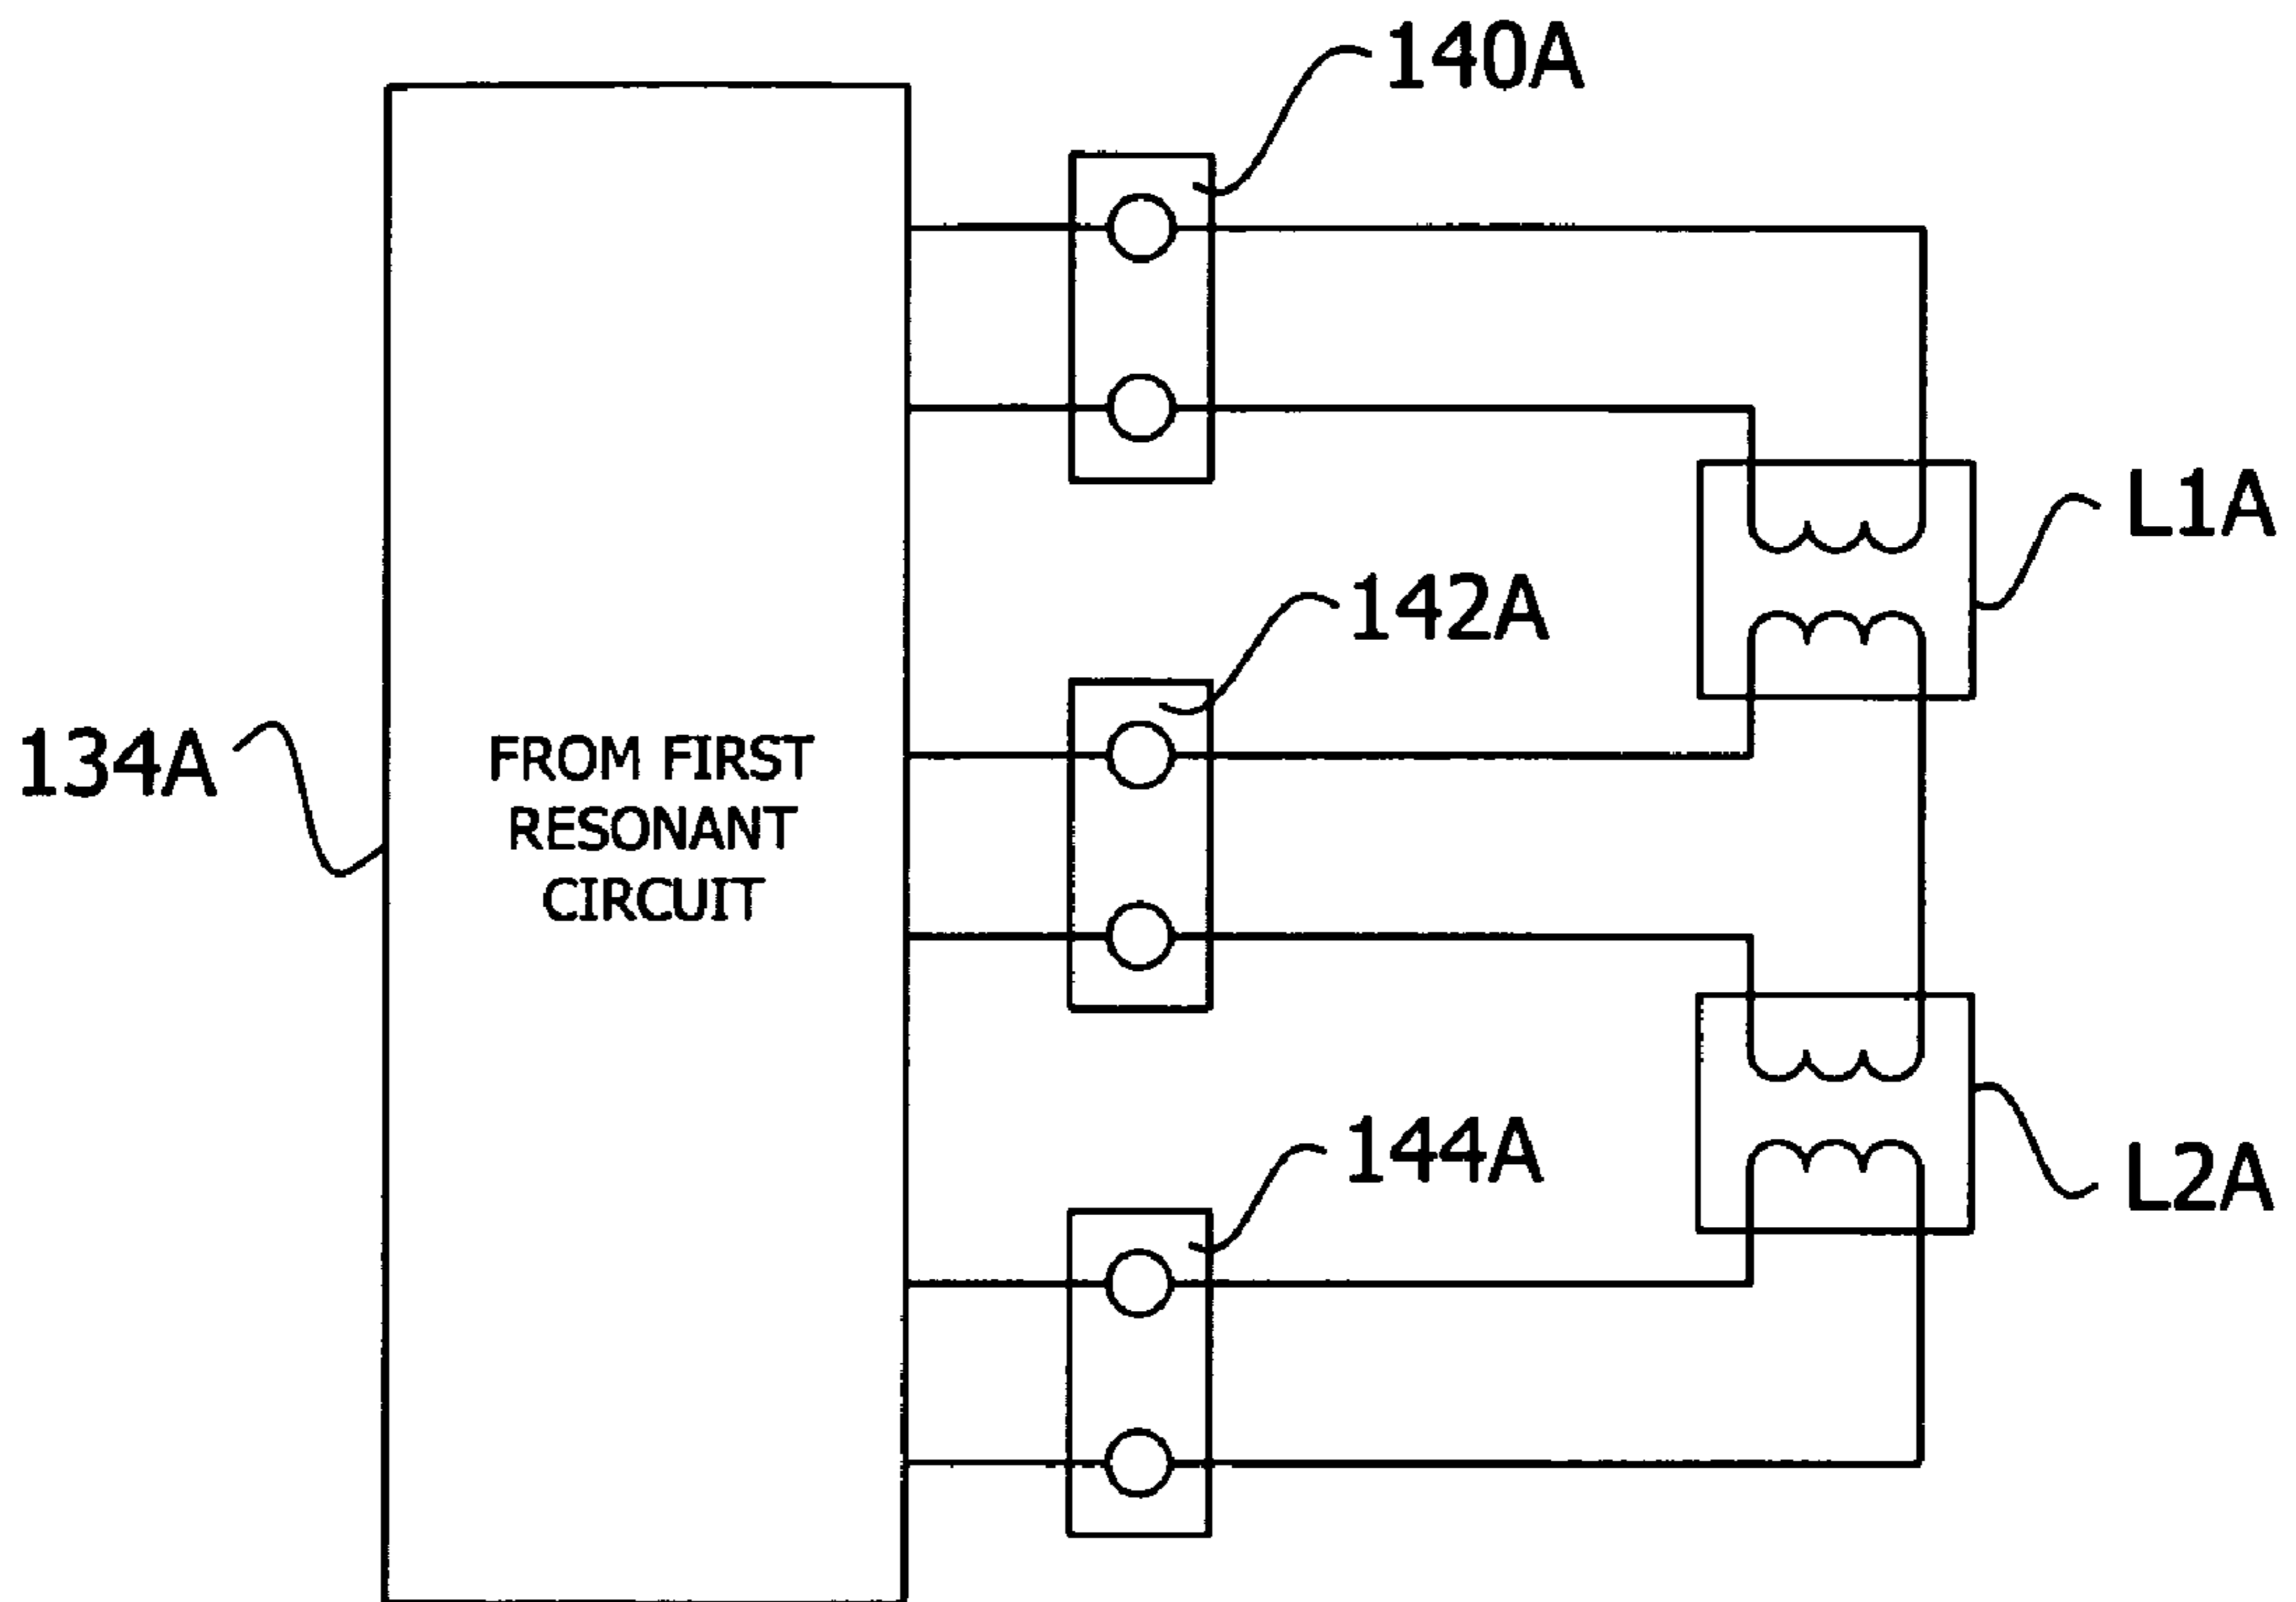 140A
L1A
142A
134A
FROM FIRST
RESONANT
CIRCUIT
144A
L2A